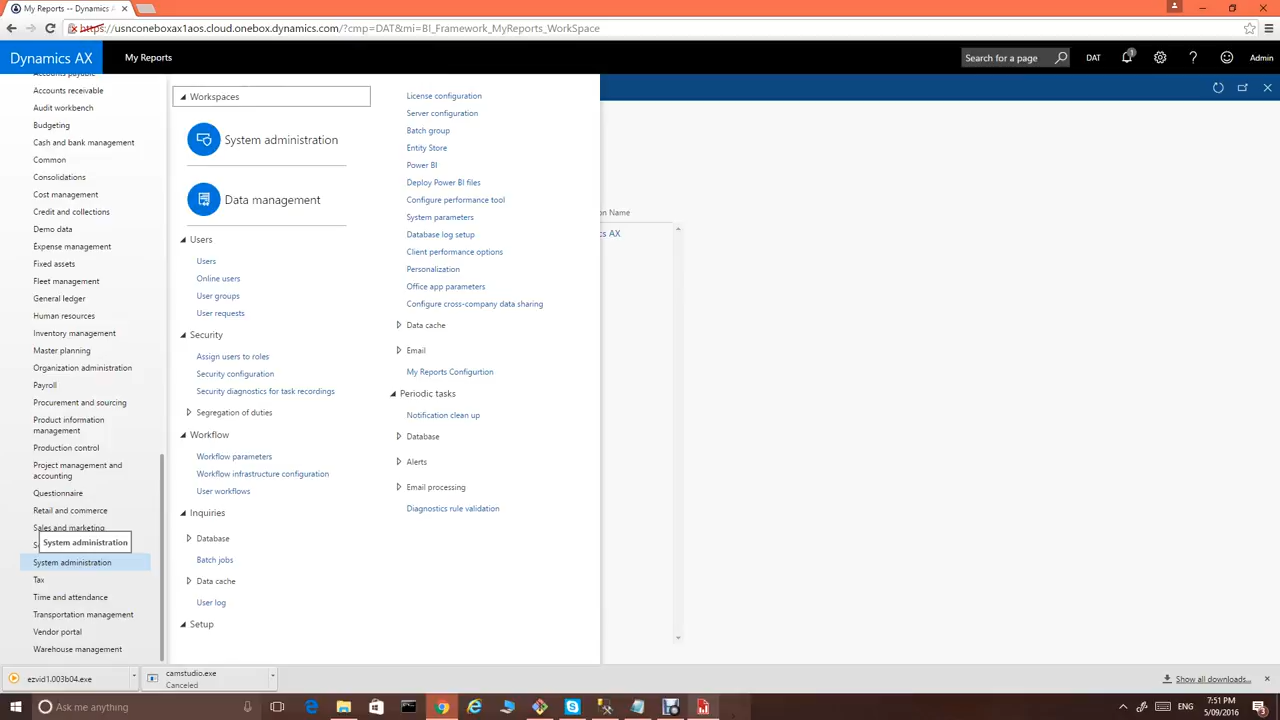 My Reports -- Dynamics A
https://usnconeboxax1aos.cloud.onebox.dynamics.com/?cmp=DAT&mi=BI_Framework_MyReports_WorkSpace
Dynamics AX
My Reports
Search for a page
DAT
1
Admin
Accounts payable
Accounts receivable
Audit workbench
Budgeting
Cash and bank management
Common
Consolidations
Cost management
Credit and collections
Demo data
Expense management
Fixed assets
Fleet management
General ledger
Human resources
Inventory management
Master planning
Organization administration
Payroll
Procurement and sourcing
Product information
management
Production control
Project management and
accounting
Questionnaire
Retail and commerce
Sales and marketing
System administration
System administration
Tax
Time and attendance
Transportation management
Vendor portal
Warehouse management
Workspaces
System administration
Data management
Users
Users
Online users
User groups
User requests
Security
Assign users to roles
Security configuration
Security diagnostics for task recordings
Segregation of duties
Workflow
Workflow parameters
Workflow infrastructure configuration
User workflows
Inquiries
Database
Batch jobs
Data cache
User log
Setup
License configuration
Server configuration
Batch group
Entity Store
Power BI
Deploy Power BI files
Configure performance tool
System parameters
Database log setup
Client performance options
Personalization
Office app parameters
Configure cross-company data sharing
Data cache
Email
My Reports Configurtion
Periodic tasks
Notification clean up
Database
Alerts
Email processing
Diagnostics rule validation
on Name
cs AX
ezvid1.003b04.exe
camstudio.exe
Canceled
Show all downloads...
Ask me anything
ENG
7:51 PM
5/09/2016